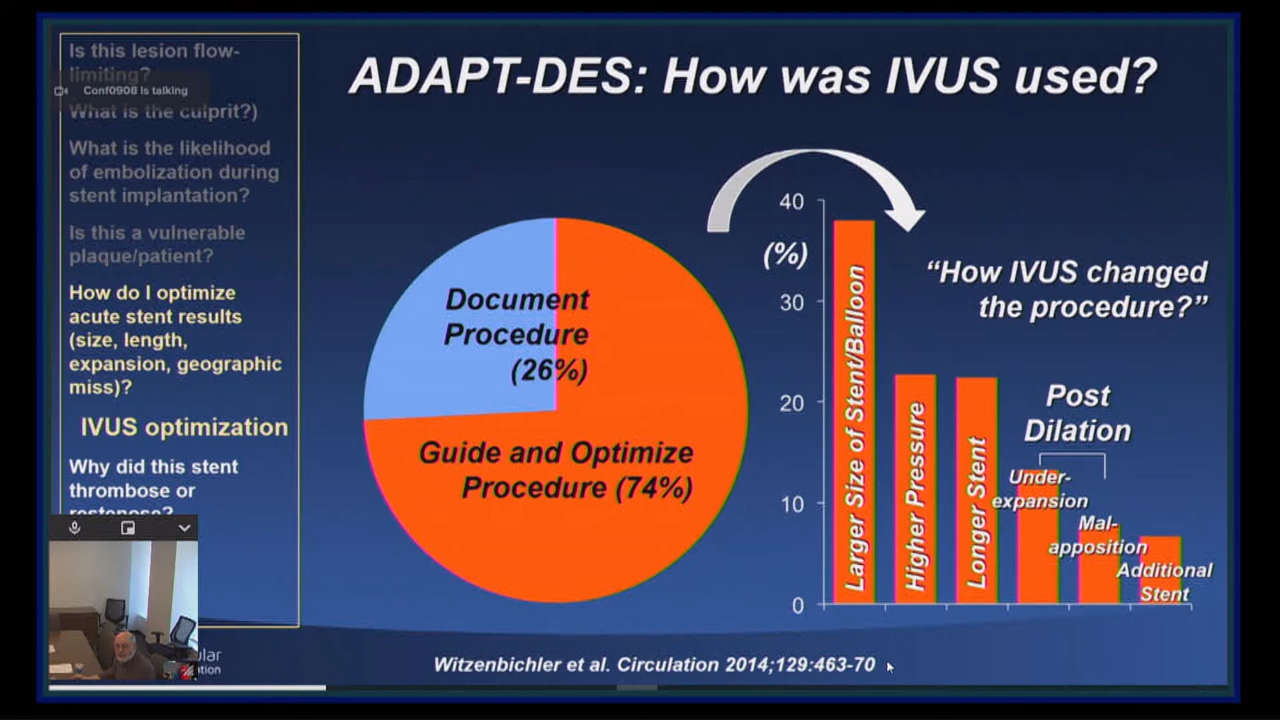 Is this lesion flow-
limiting?
Conf0908 is talking
What is the culprit?)
What is the likelihood
of embolization during
stent implantation?
Is this a vulnerable
plaque/patient?
How do I optimize
acute stent results
(size, length,
expansion, geographic
miss)?
IVUS optimization
Why did this stent
thrombose or
restenose?
ADAPT-DES: How was IVUS used?
Document
Procedure
(26%)
Guide and Optimize
Procedure (74%)
40
(%)
30
20
10
0
"How IVUS changed
the procedure?"
Larger Size of Stent/Balloon
Higher Pressure
Longer Stent
Post
Dilation
Under-
expansion
Mal-
apposition
Additional
Stent
Witzenbichler et al. Circulation 2014;129:463-70